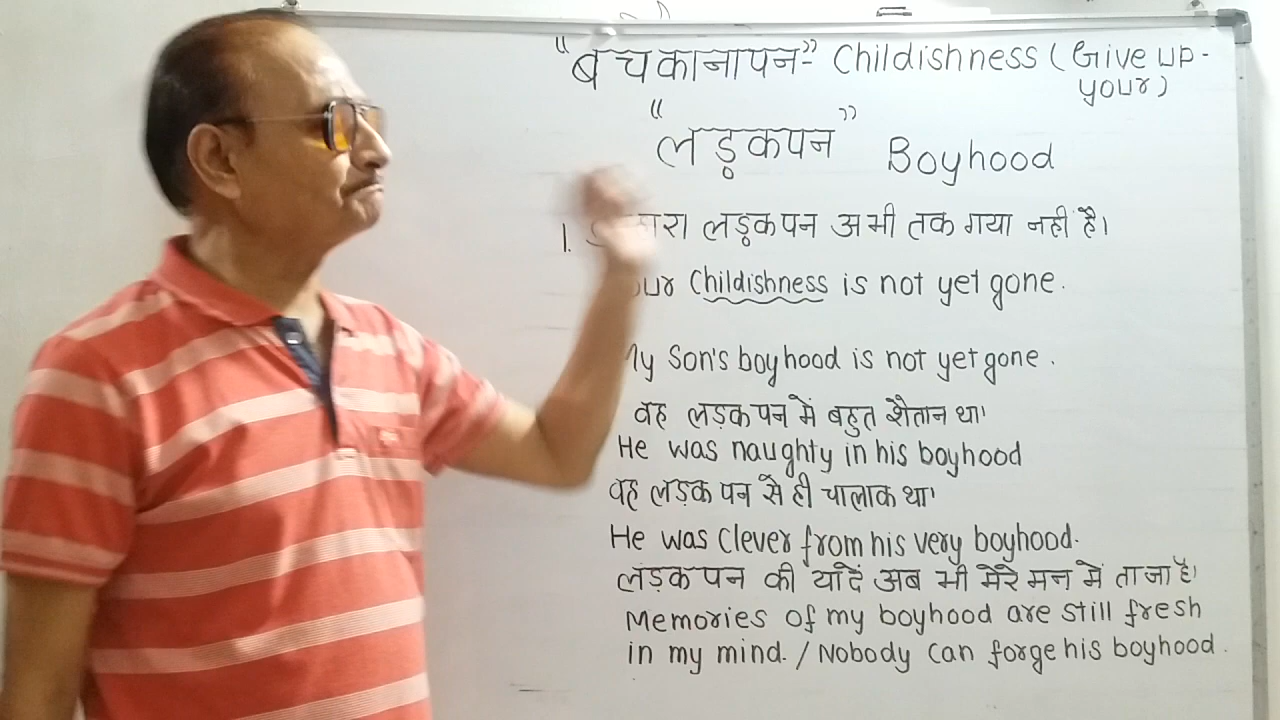 "बचकानापन"- Childishness (Give up-
your)
"लड़कपन" Boyhood
1. लड़कपन अभी तक गया नही है।
Childishness is not yet gone.
Son's boyhood is not yet gone.
वह लड़कपन में बहुत शैतान था।
He was naughty in his boyhood
वह लड़कपन से ही चालाक था।
He was clever from his very boyhood.
लड़कपन की यादें अब भी मेरे मन में ताजा है।
Memories of my boyhood are still fresh
in my mind. / Nobody can forge his boyhood.